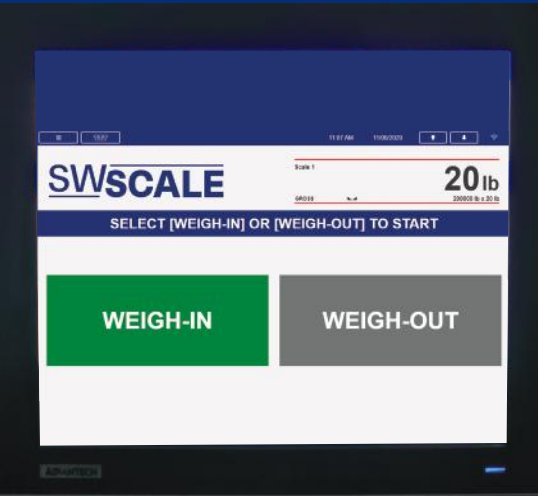 11:07 AM 11/06/2020
SWSCALE
Scale 1
20 lb
GROSS
200000 lb x 20 lb
SELECT [WEIGH-IN] OR [WEIGH-OUT] TO START
WEIGH-IN
WEIGH-OUT
ADVANTECH